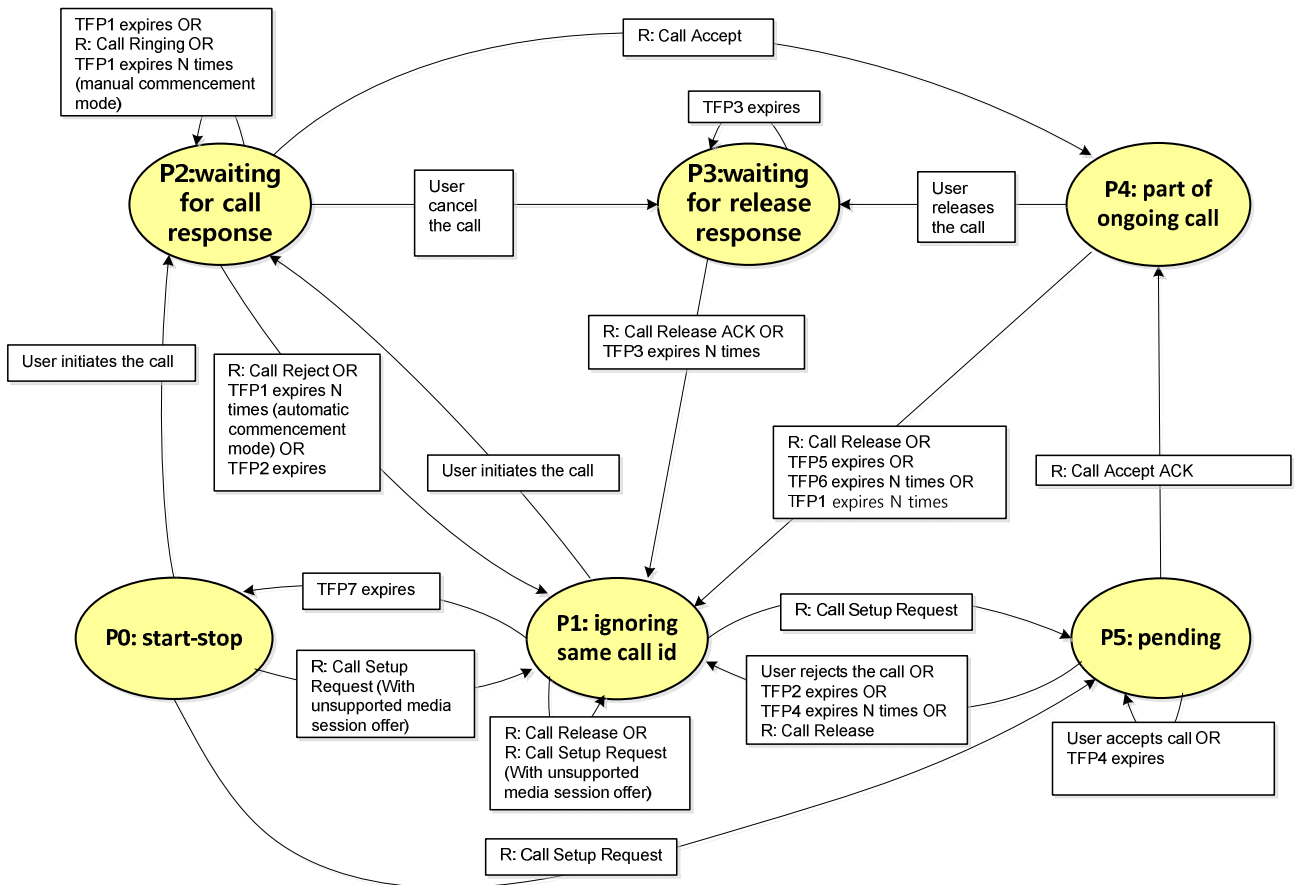 TFP1 expires OR
R: Call Ringing OR
TFP1 expires N times
(manual commencement
mode)
R: Call Accept
TFP3 expires
P2:waiting
for call
response
User
cancel
the call
P3:waiting
for release
response
User
releases
the call
P4: part of
ongoing call
User initiates the call
R: Call Reject OR
TFP1 expires N
times (automatic
commencement
mode) OR
TFP2 expires
User initiates the call
R: Call Release ACK OR
TFP3 expires N times
R: Call Release OR
TFP5 expires OR
TFP6 expires N times OR
TFP1 expires N times
R: Call Accept ACK
TFP7 expires
P0: start-stop
R: Call Setup
Request (With
unsupported media
session offer)
P1: ignoring
same call id
R: Call Setup Request
P5: pending
User rejects the call OR
TFP2 expires OR
TFP4 expires N times OR
R: Call Release
R: Call Release OR
R: Call Setup Request
(With unsupported
media session offer)
User accepts call OR
TFP4 expires
R: Call Setup Request